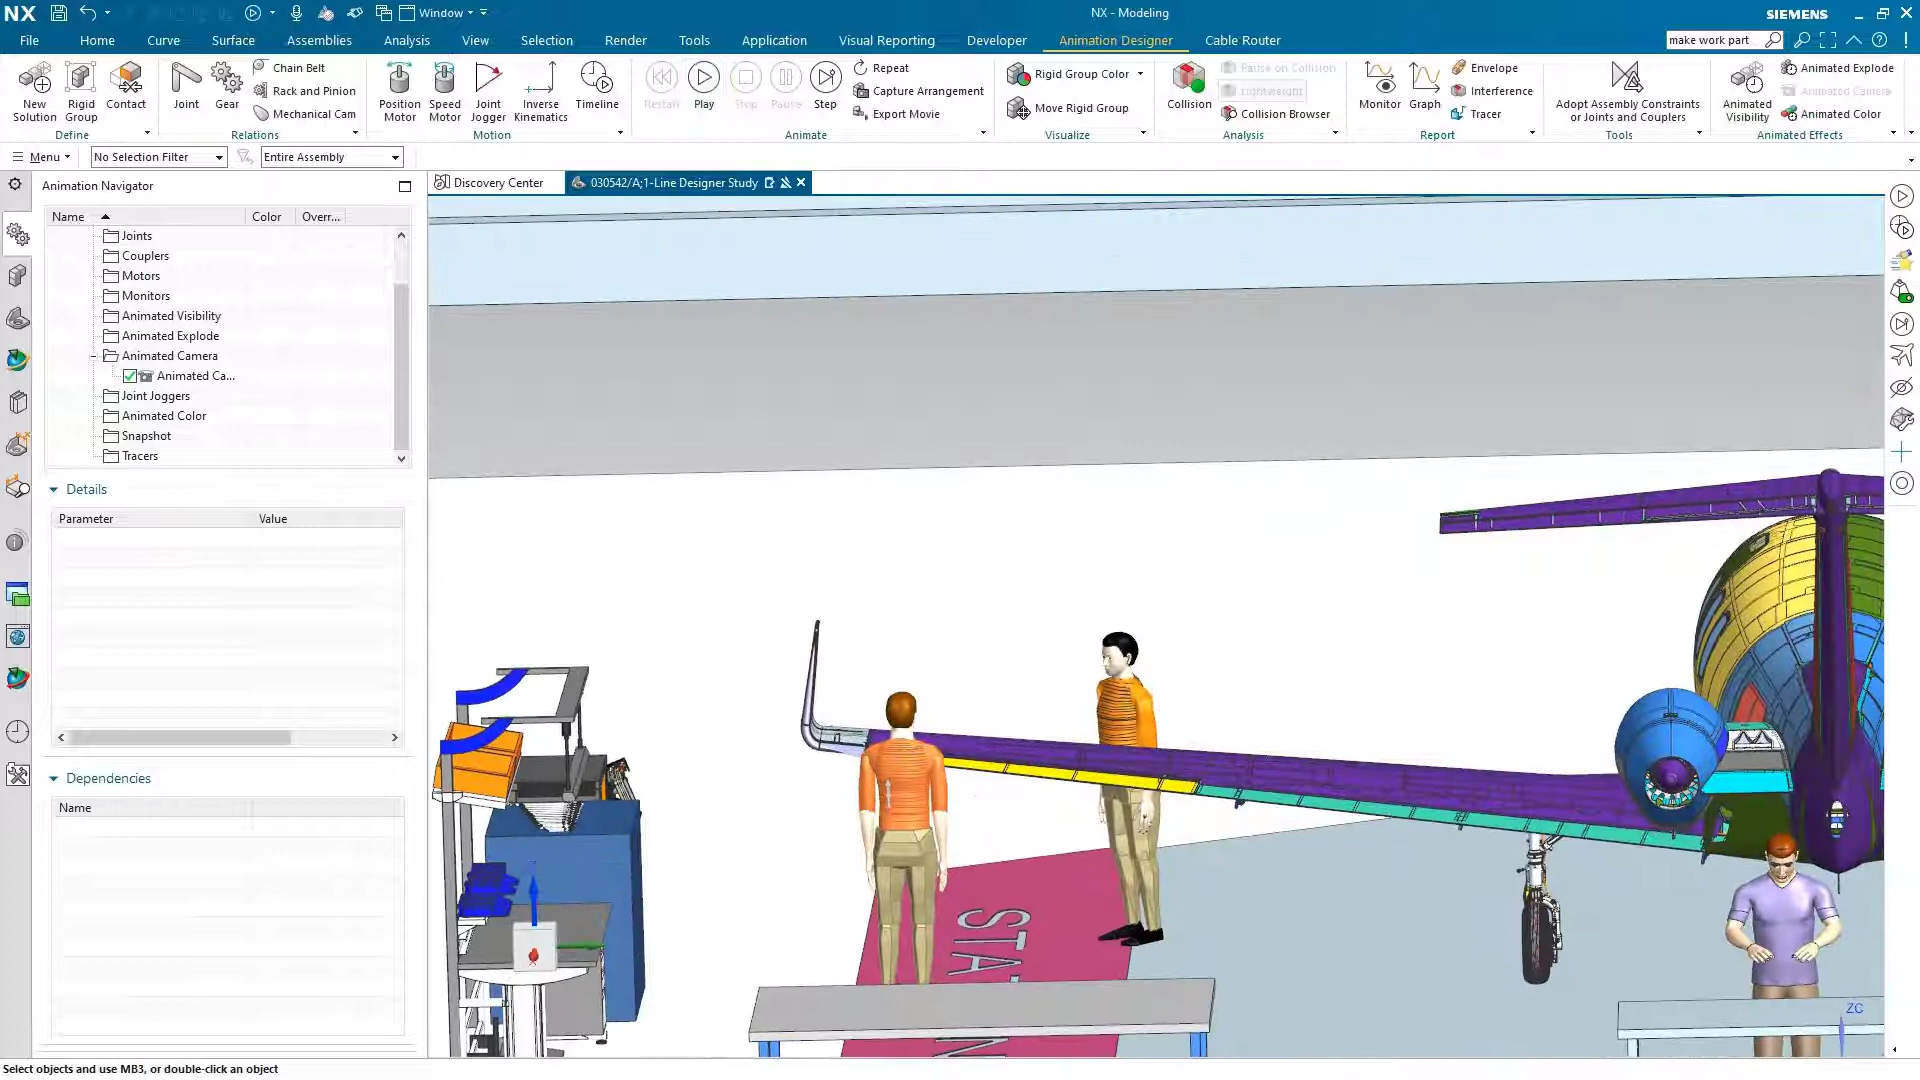 NX
Window
NX - Modeling
SIEMENS
File
Home
Curve
Surface
Assemblies
Analysis
View
Selection
Render
Tools
Application
Visual Reporting
Developer
Animation Designer
Cable Router
make work part
New Solution
Rigid Group
Contact
Define
Joint
Gear
Chain Belt
Rack and Pinion
Mechanical Cam
Relations
Position Motor
Speed Motor
Joint Jogger
Inverse Kinematics
Timeline
Motion
Restart
Play
Stop
Pause
Step
Repeat
Capture Arrangement
Export Movie
Animate
Rigid Group Color
Move Rigid Group
Visualize
Collision
Pause on Collision
Lightweight
Collision Browser
Analysis
Monitor
Graph
Envelope
Interference
Tracer
Report
Adopt Assembly Constraints
or Joints and Couplers
Tools
Animated Visibility
Animated Explode
Animated Camera
Animated Color
Animated Effects
Menu
No Selection Filter
Entire Assembly
Animation Navigator
Discovery Center
030542/A;1-Line Designer Study
Name
Color
Overr...
Joints
Couplers
Motors
Monitors
Animated Visibility
Animated Explode
Animated Camera
Animated Ca...
Joint Joggers
Animated Color
Snapshot
Tracers
Details
Parameter
Value
Dependencies
Name
ZC
Select objects and use MB3, or double-click an object